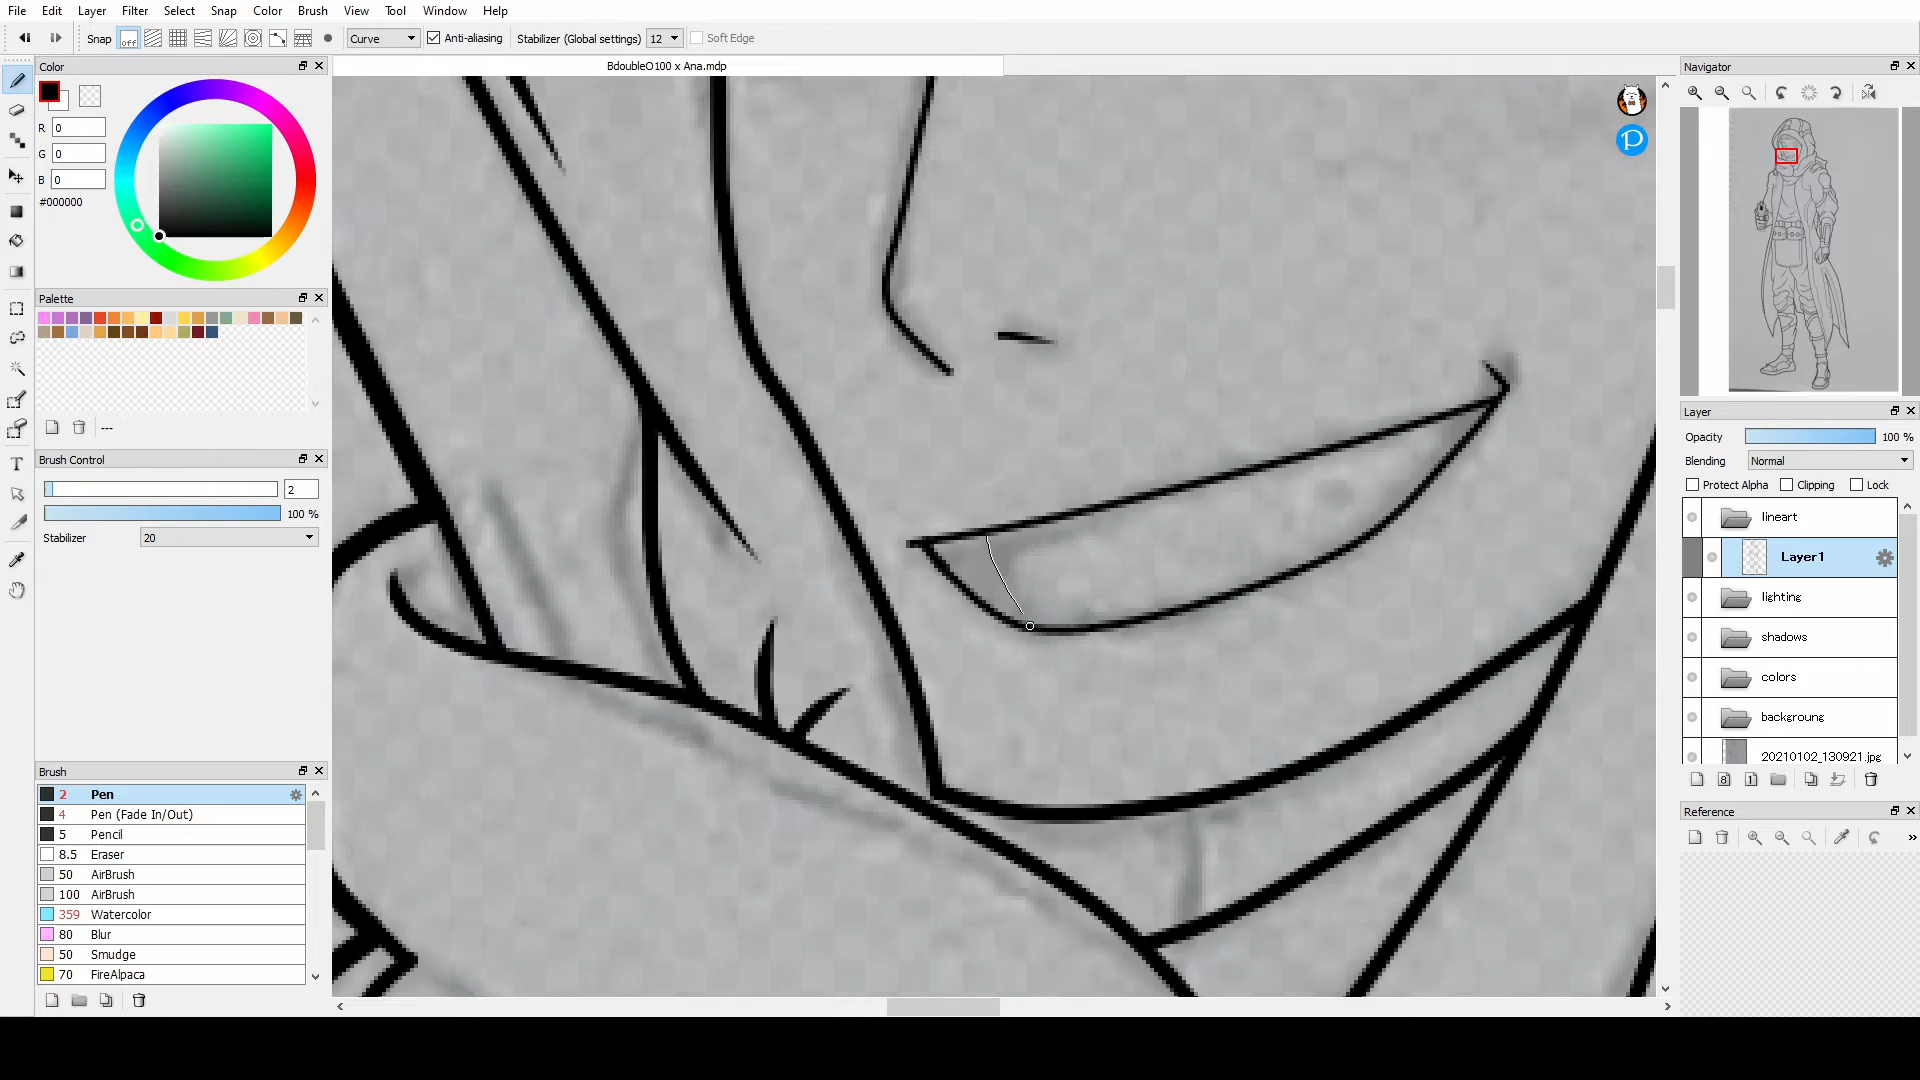 File Edit Layer Filter Select Snap Color Brush View Tool Window Help
Snap off Curve Anti-aliasing Stabilizer (Global settings) 12 Soft Edge
Color
BdoubleO100 x Ana.mdp
R 0
G 0
B 0
#000000
Palette
---
Brush Control
2
100 %
Stabilizer 20
Brush
2 Pen
4 Pen (Fade In/Out)
5 Pencil
8.5 Eraser
50 AirBrush
100 AirBrush
359 Watercolor
80 Blur
50 Smudge
70 FireAlpaca
P
Navigator
Layer
Opacity 100 %
Blending Normal
Protect Alpha Clipping Lock
lineart
Layer1
lighting
shadows
colors
backgroung
20210102_130921.jpg
8 1
Reference
»